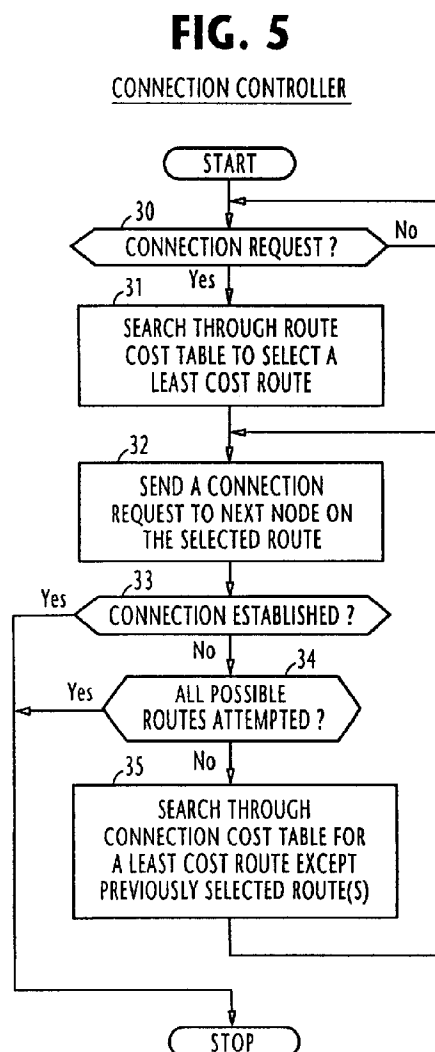 FIG. 5
CONNECTION CONTROLLER
START
30
CONNECTION REQUEST ?
No
Yes
31
SEARCH THROUGH ROUTE
COST TABLE TO SELECT A
LEAST COST ROUTE
32
SEND A CONNECTION
REQUEST TO NEXT NODE ON
THE SELECTED ROUTE
33
Yes
CONNECTION ESTABLISHED ?
No
34
Yes
ALL POSSIBLE
ROUTES ATTEMPTED ?
No
35
SEARCH THROUGH
CONNECTION COST TABLE FOR
A LEAST COST ROUTE EXCEPT
PREVIOUSLY SELECTED ROUTE(S)
STOP